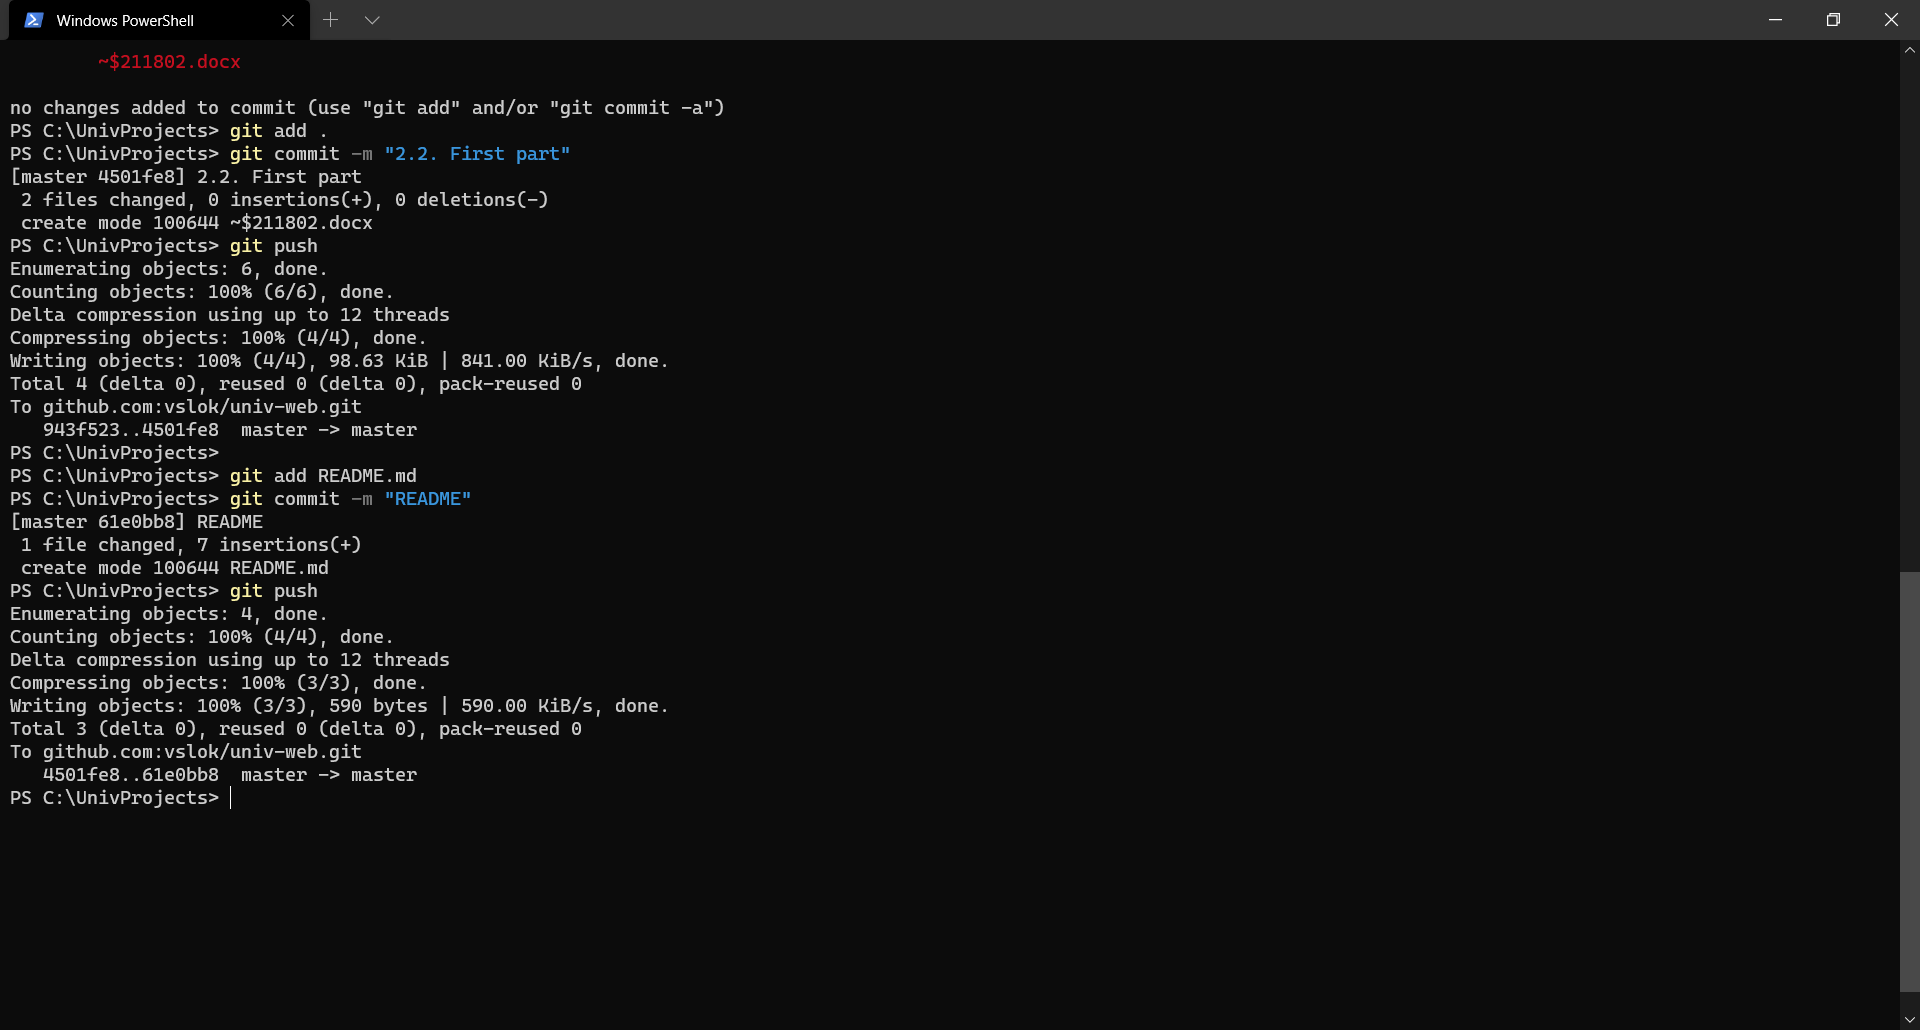 Windows PowerShell
~$211802.docx
no changes added to commit (use "git add" and/or "git commit -a")
PS C:\UnivProjects> git add .
PS C:\UnivProjects> git commit -m "2.2. First part"
[master 4501fe8] 2.2. First part
 2 files changed, 0 insertions(+), 0 deletions(-)
 create mode 100644 ~$211802.docx
PS C:\UnivProjects> git push
Enumerating objects: 6, done.
Counting objects: 100% (6/6), done.
Delta compression using up to 12 threads
Compressing objects: 100% (4/4), done.
Writing objects: 100% (4/4), 98.63 KiB | 841.00 KiB/s, done.
Total 4 (delta 0), reused 0 (delta 0), pack-reused 0
To github.com:vslok/univ-web.git
   943f523..4501fe8  master -> master
PS C:\UnivProjects>
PS C:\UnivProjects> git add README.md
PS C:\UnivProjects> git commit -m "README"
[master 61e0bb8] README
 1 file changed, 7 insertions(+)
 create mode 100644 README.md
PS C:\UnivProjects> git push
Enumerating objects: 4, done.
Counting objects: 100% (4/4), done.
Delta compression using up to 12 threads
Compressing objects: 100% (3/3), done.
Writing objects: 100% (3/3), 590 bytes | 590.00 KiB/s, done.
Total 3 (delta 0), reused 0 (delta 0), pack-reused 0
To github.com:vslok/univ-web.git
   4501fe8..61e0bb8  master -> master
PS C:\UnivProjects>